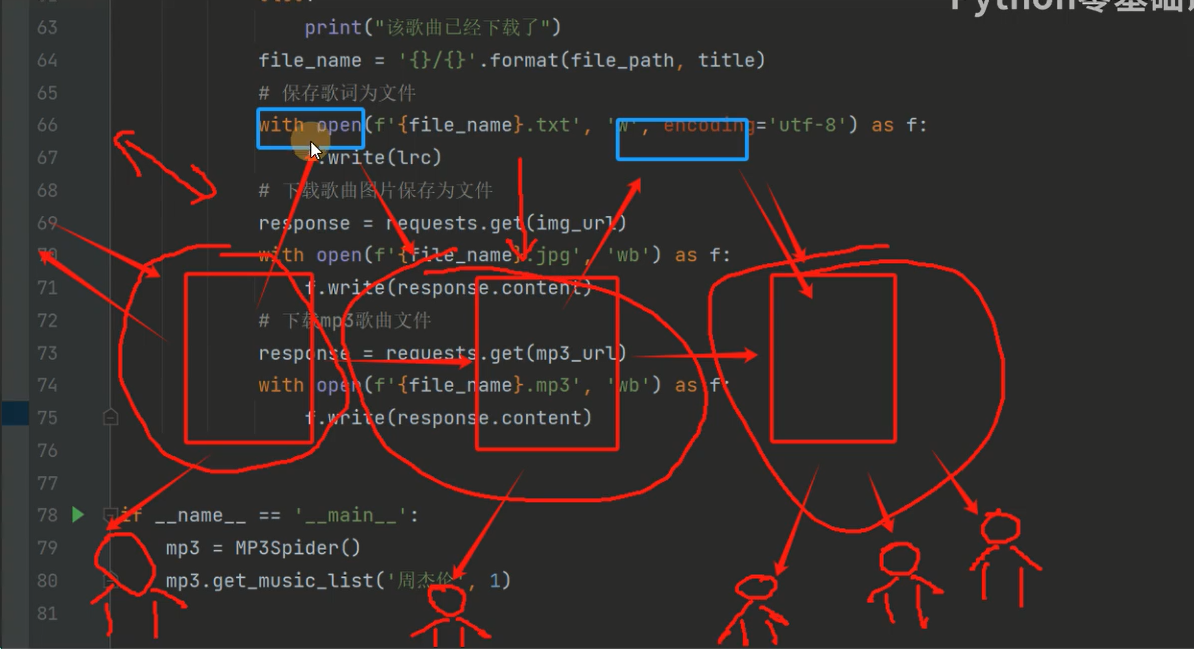 Python零基础
63 print("该歌曲已经下载了")
64 file_name = '{}/{}'.format(file_path, title)
65 # 保存歌词为文件
66 with open(f'{file_name}.txt', 'w', encoding='utf-8') as f:
67 f.write(lrc)
68 # 下载歌曲图片保存为文件
69 response = requests.get(img_url)
70 with open(f'{file_name}.jpg', 'wb') as f:
71 f.write(response.content)
72 # 下载mp3歌曲文件
73 response = requests.get(mp3_url)
74 with open(f'{file_name}.mp3', 'wb') as f:
75 f.write(response.content)
76
77
78 if __name__ == '__main__':
79 mp3 = MP3Spider()
80 mp3.get_music_list('周杰伦', 1)
81